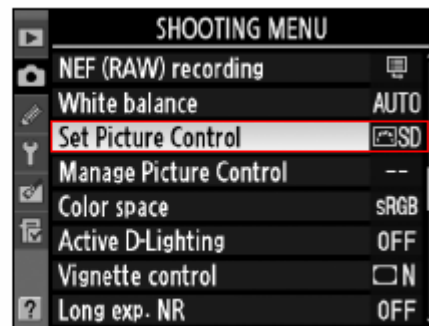 SHOOTING MENU
NEF (RAW) recording
White balance AUTO
Set Picture Control SD
Manage Picture Control --
Color space sRGB
Active D-Lighting OFF
Vignette control N
Long exp. NR OFF
?